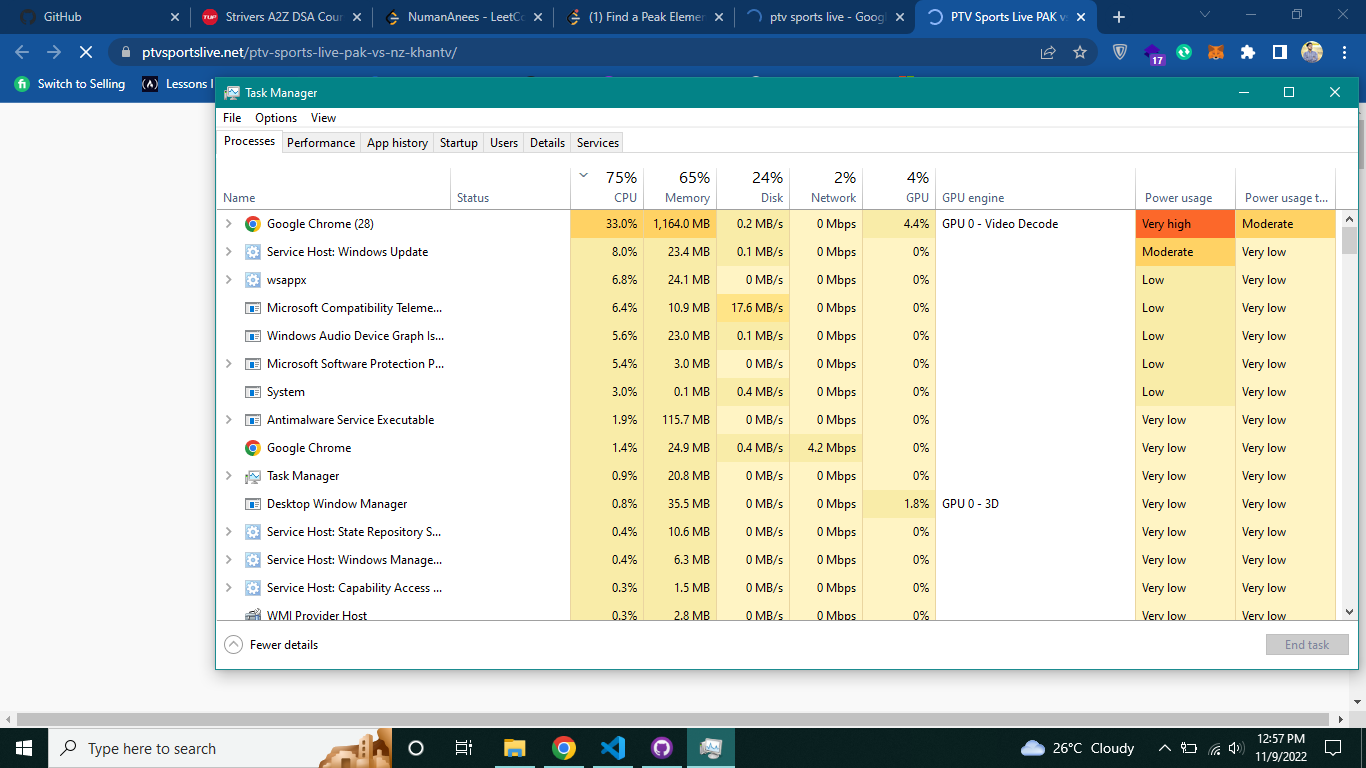 GitHub
Strivers A2Z DSA Cour
NumanAnees - LeetCo
(1) Find a Peak Elemen
ptv sports live - Googl
PTV Sports Live PAK vs
ptvsportslive.net/ptv-sports-live-pak-vs-nz-khantv/
17
Switch to Selling
Lessons I
Task Manager
File Options View
Processes Performance App history Startup Users Details Services
75% 65% 24% 2% 4%
Name Status CPU Memory Disk Network GPU GPU engine Power usage Power usage t...
Google Chrome (28) 33.0% 1,164.0 MB 0.2 MB/s 0 Mbps 4.4% GPU 0 - Video Decode Very high Moderate
Service Host: Windows Update 8.0% 23.4 MB 0.1 MB/s 0 Mbps 0% Moderate Very low
wsappx 6.8% 24.1 MB 0 MB/s 0 Mbps 0% Low Very low
Microsoft Compatibility Teleme... 6.4% 10.9 MB 17.6 MB/s 0 Mbps 0% Low Very low
Windows Audio Device Graph Is... 5.6% 23.0 MB 0.1 MB/s 0 Mbps 0% Low Very low
Microsoft Software Protection P... 5.4% 3.0 MB 0 MB/s 0 Mbps 0% Low Very low
System 3.0% 0.1 MB 0.4 MB/s 0 Mbps 0% Low Very low
Antimalware Service Executable 1.9% 115.7 MB 0 MB/s 0 Mbps 0% Very low Very low
Google Chrome 1.4% 24.9 MB 0.4 MB/s 4.2 Mbps 0% Very low Very low
Task Manager 0.9% 20.8 MB 0 MB/s 0 Mbps 0% Very low Very low
Desktop Window Manager 0.8% 35.5 MB 0 MB/s 0 Mbps 1.8% GPU 0 - 3D Very low Very low
Service Host: State Repository S... 0.4% 10.6 MB 0 MB/s 0 Mbps 0% Very low Very low
Service Host: Windows Manage... 0.4% 6.3 MB 0 MB/s 0 Mbps 0% Very low Very low
Service Host: Capability Access ... 0.3% 1.5 MB 0 MB/s 0 Mbps 0% Very low Very low
WMI Provider Host 0.3% 2.8 MB 0 MB/s 0 Mbps 0% Very low Very low
Fewer details
End task
Type here to search
26°C Cloudy
12:57 PM
11/9/2022